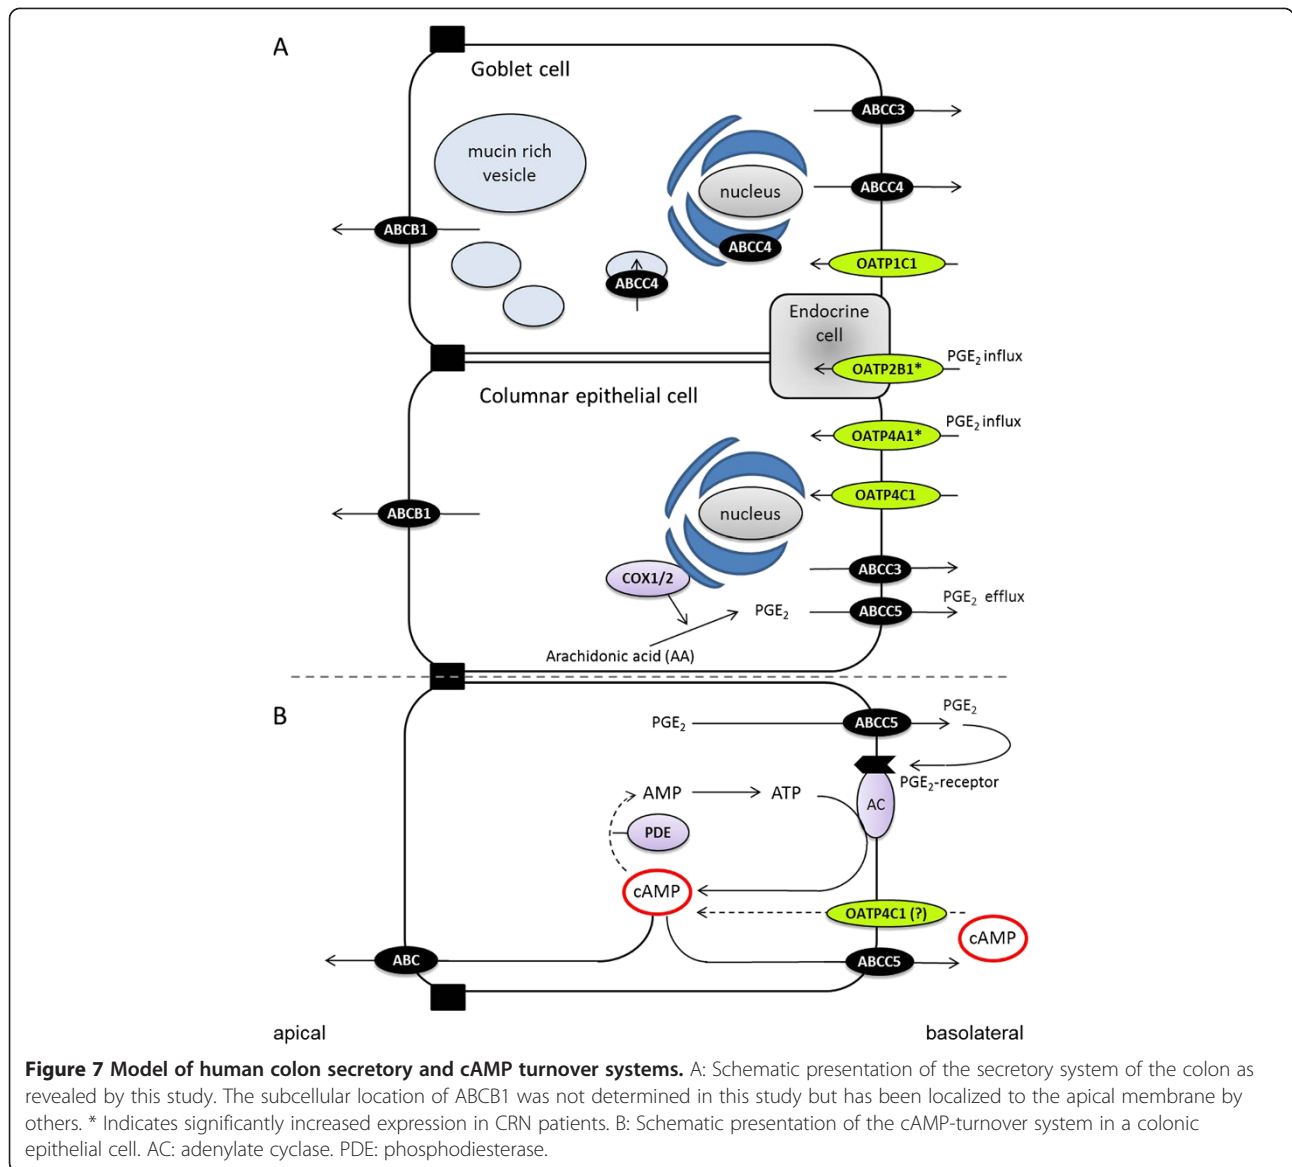 A
Goblet cell
mucin rich
vesicle
nucleus
ABCC3
ABCC4
ABCB1
ABCC4
ABCC4
OATP1C1
Endocrine
cell
OATP2B1*
PGE2 influx
Columnar epithelial cell
OATP4A1*
PGE2 influx
OATP4C1
nucleus
ABCB1
COX1/2
ABCC3
PGE2
ABCC5
PGE2 efflux
Arachidonic acid (AA)
B
PGE2
ABCC5
PGE2
PGE2-receptor
AMP
ATP
AC
PDE
cAMP
OATP4C1 (?)
cAMP
ABC
ABCC5
apical
basolateral
Figure 7 Model of human colon secretory and cAMP turnover systems. A: Schematic presentation of the secretory system of the colon as
revealed by this study. The subcellular location of ABCB1 was not determined in this study but has been localized to the apical membrane by
others. * Indicates significantly increased expression in CRN patients. B: Schematic presentation of the cAMP-turnover system in a colonic
epithelial cell. AC: adenylate cyclase. PDE: phosphodiesterase.